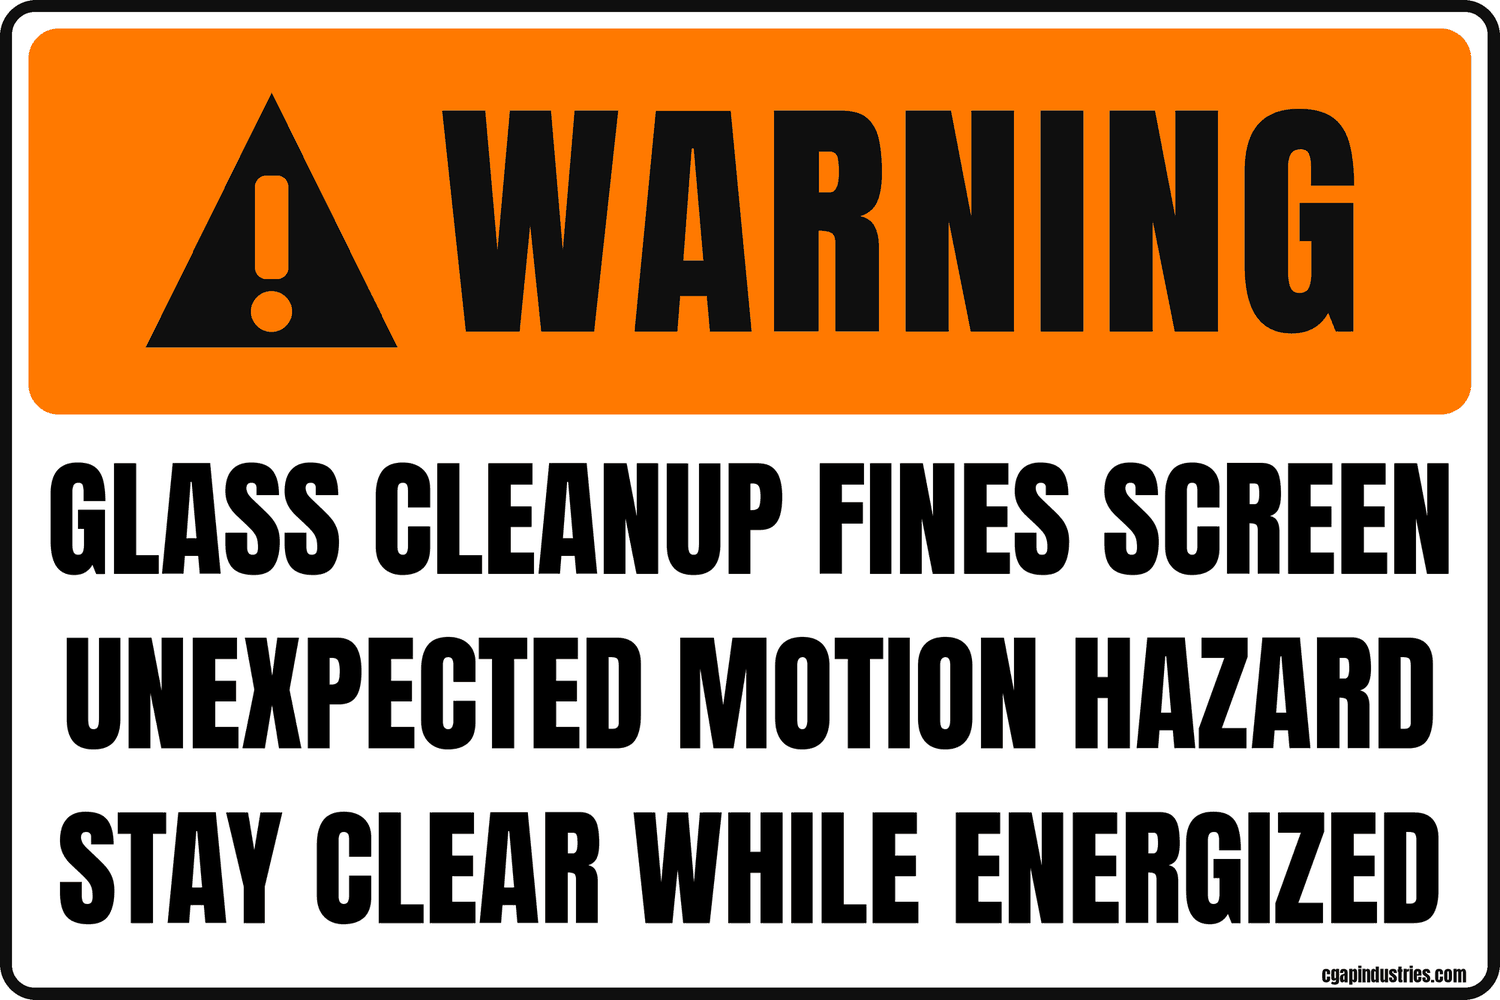 WARNING
GLASS CLEANUP FINES SCREEN
UNEXPECTED MOTION HAZARD
STAY CLEAR WHILE ENERGIZED
cgapindustries.com